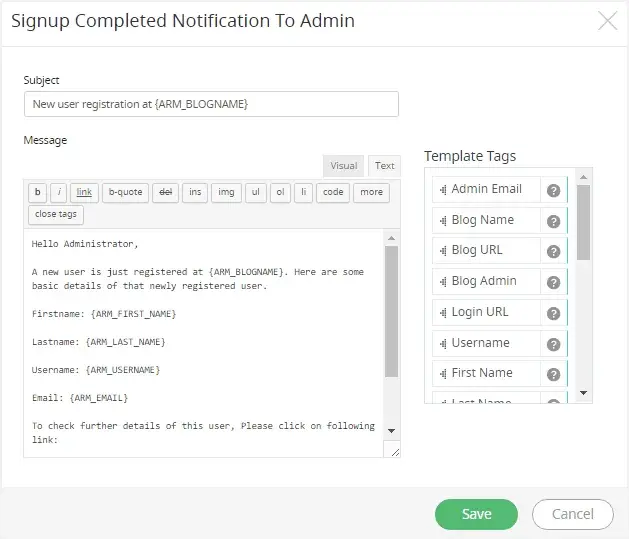 Signup Completed Notification To Admin
Subject
New user registration at {ARM_BLOGNAME}
Message
Visual Text
b i link b-quote del ins img ul ol li code more
close tags
Hello Administrator,
A new user is just registered at {ARM_BLOGNAME}. Here are some
basic details of that newly registered user.
Firstname: {ARM_FIRST_NAME}
Lastname: {ARM_LAST_NAME}
Username: {ARM_USERNAME}
Email: {ARM_EMAIL}
To check further details of this user, Please click on following
link:
Template Tags
Admin Email ?
Blog Name ?
Blog URL ?
Blog Admin ?
Login URL ?
Username ?
First Name ?
Last Name
Save Cancel